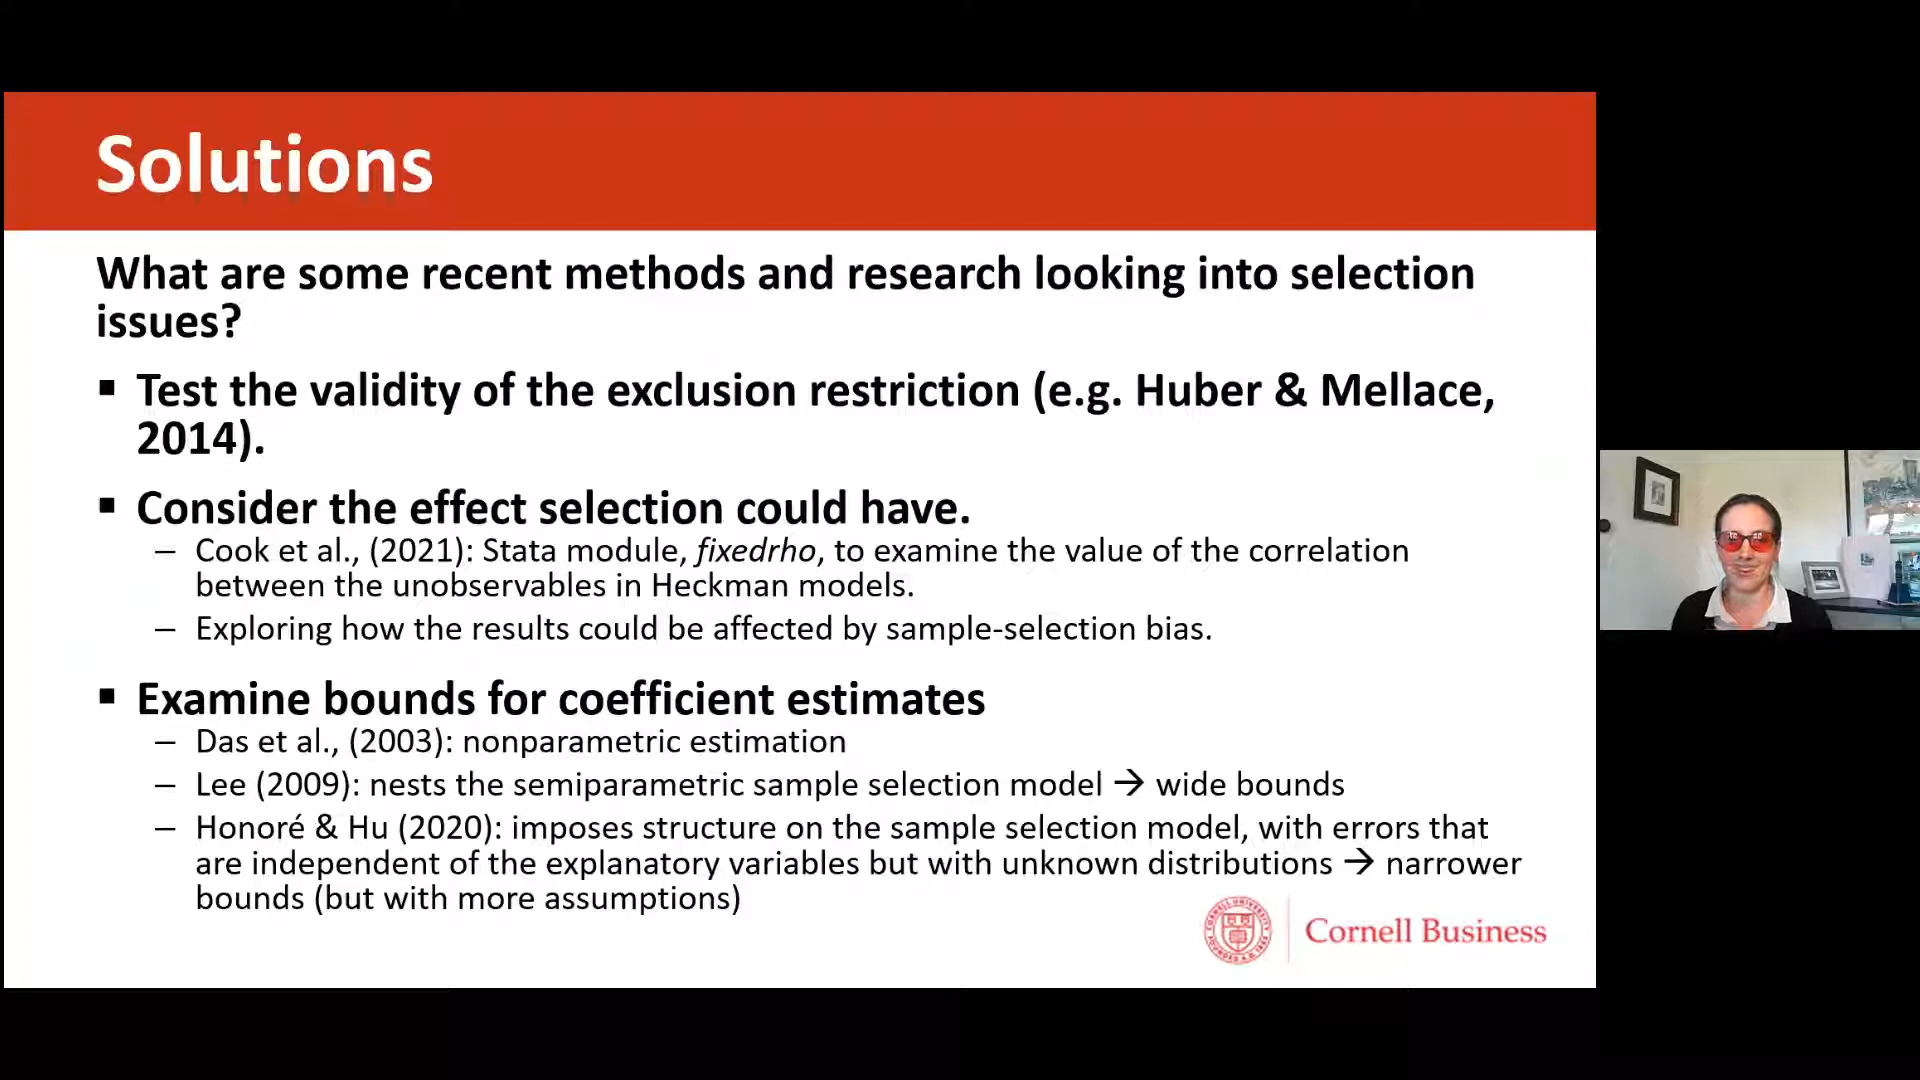 Solutions
What are some recent methods and research looking into selection
issues?
▪ Test the validity of the exclusion restriction (e.g. Huber & Mellace,
2014).
▪ Consider the effect selection could have.
– Cook et al., (2021): Stata module, fixedrho, to examine the value of the correlation
between the unobservables in Heckman models.
– Exploring how the results could be affected by sample-selection bias.
▪ Examine bounds for coefficient estimates
– Das et al., (2003): nonparametric estimation
– Lee (2009): nests the semiparametric sample selection model → wide bounds
– Honoré & Hu (2020): imposes structure on the sample selection model, with errors that
are independent of the explanatory variables but with unknown distributions → narrower
bounds (but with more assumptions)
Cornell Business